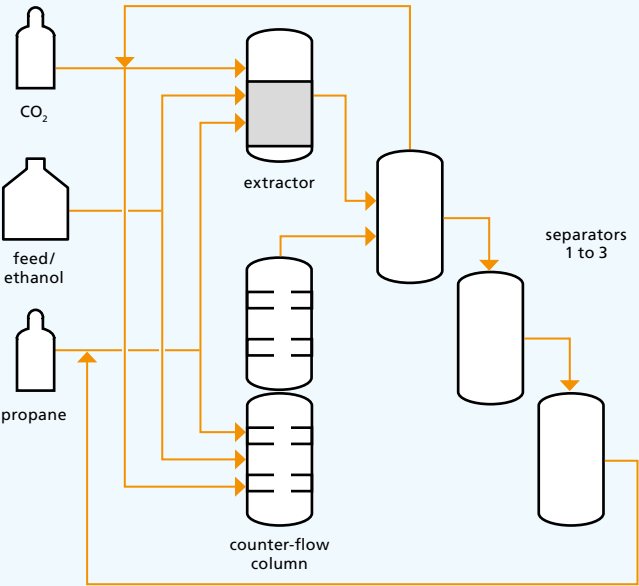 CO₂
extractor
feed/
ethanol
separators
1 to 3
propane
counter-flow
column